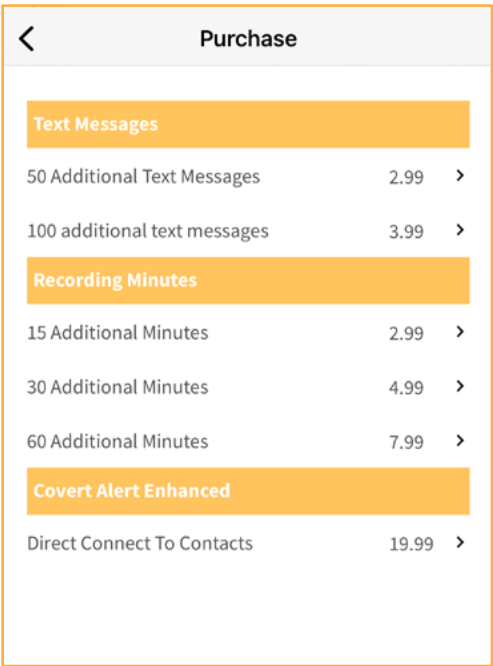 Purchase
Text Messages
50 Additional Text Messages 2.99
100 additional text messages 3.99
Recording Minutes
15 Additional Minutes 2.99
30 Additional Minutes 4.99
60 Additional Minutes 7.99
Covert Alert Enhanced
Direct Connect To Contacts 19.99